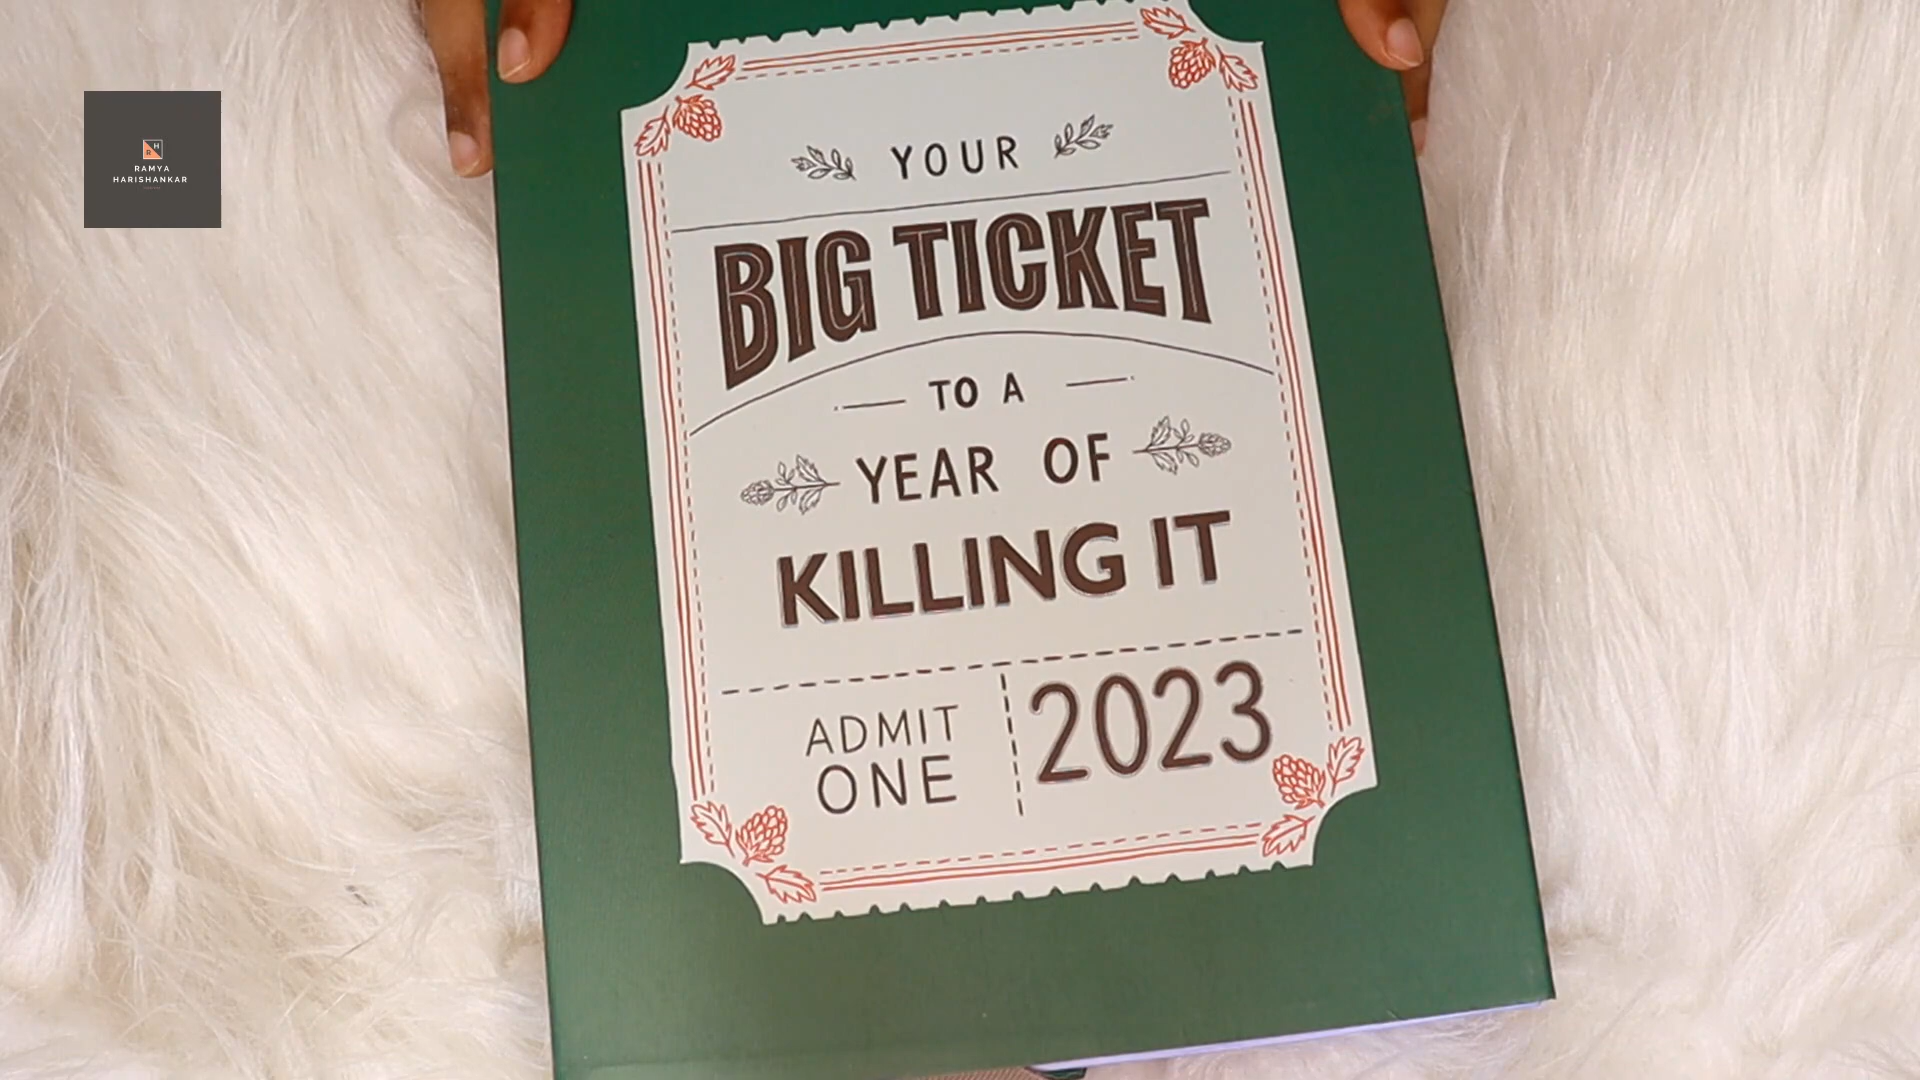 RAMYA
HARISHANKAR
YOUR
BIG TICKET
TO A
YEAR OF
KILLING IT
ADMIT
ONE
2023